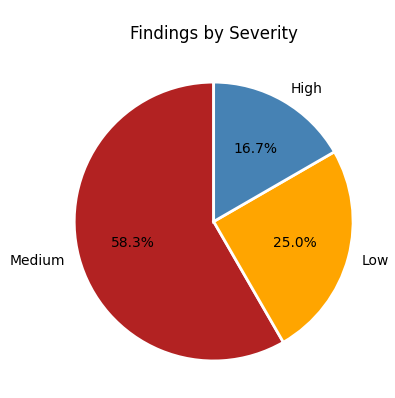 Findings by Severity
High
16.7%
58.3%
25.0%
Medium
Low